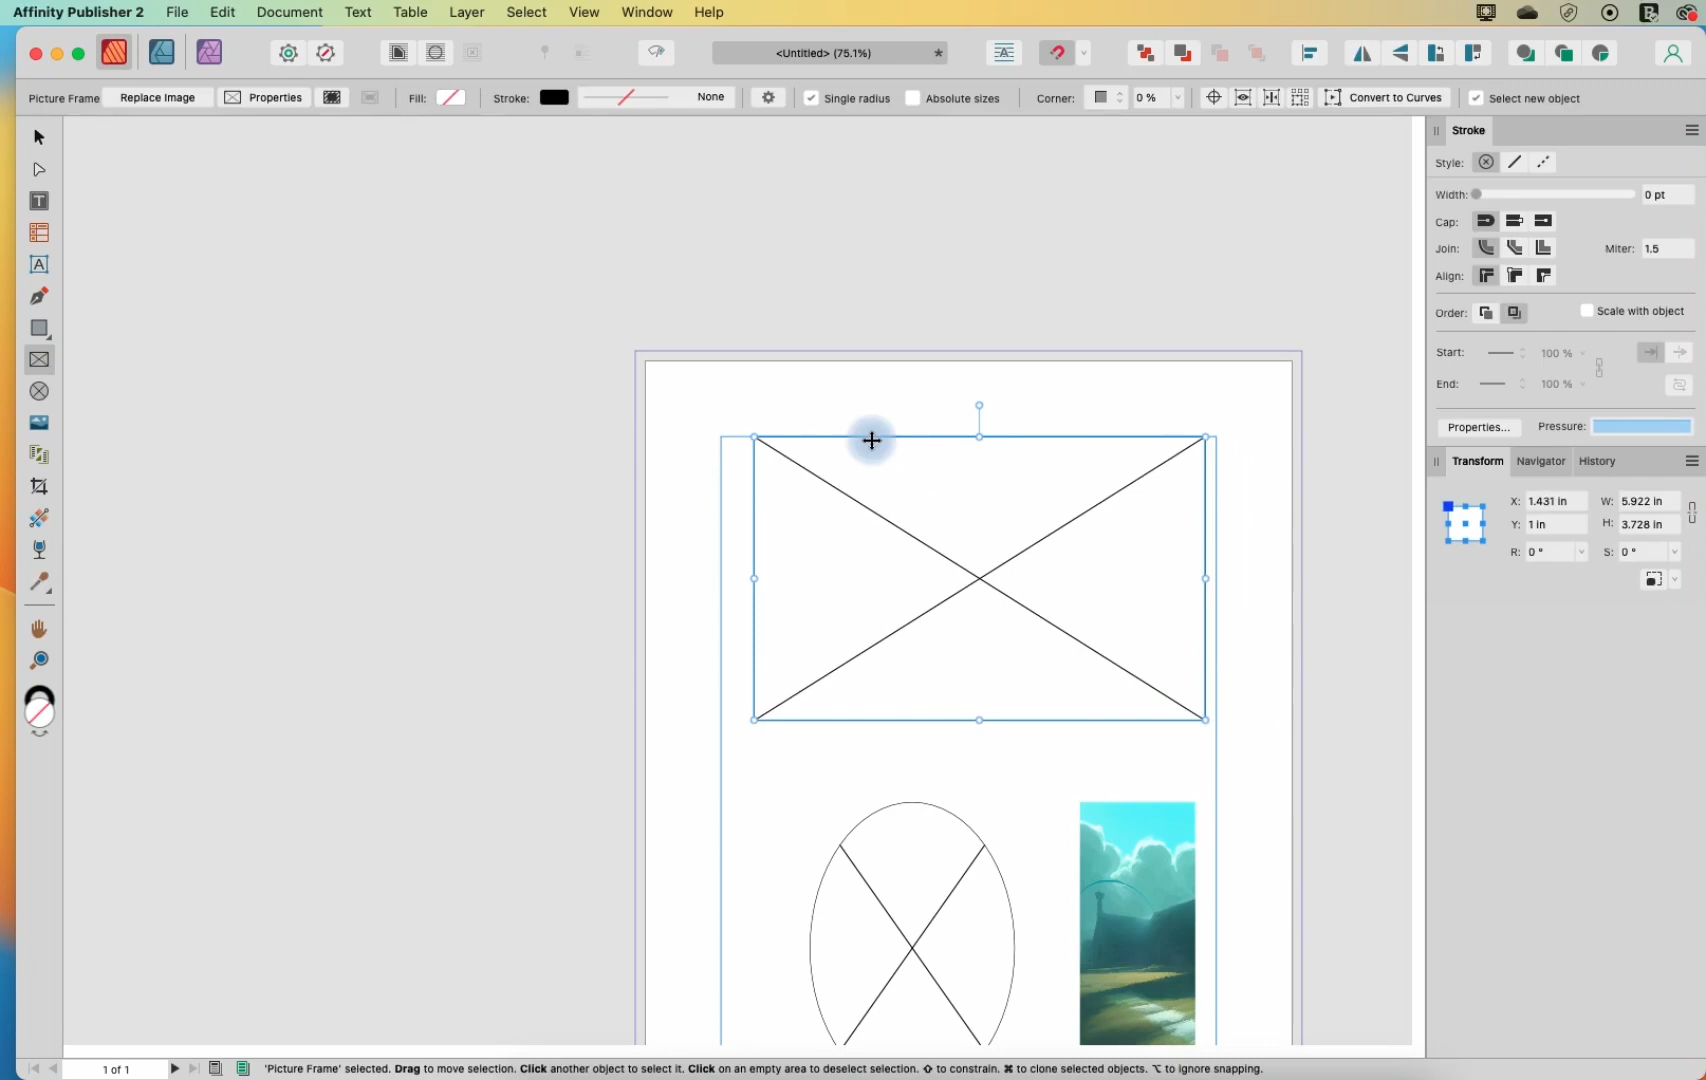 Affinity Publisher 2 File Edit Document Text Table Layer Select View Window Help
<Untitled> (75.1%) *
Picture Frame Replace Image Properties Fill: Stroke: None Single radius Absolute sizes Corner: 0 % Convert to Curves Select new object
Stroke
Style:
Width: 0 pt
Cap:
Join: Miter: 1.5
Align:
Order: Scale with object
Start: 100 %
End: 100 %
Properties... Pressure:
Transform Navigator History
X: 1.431 in W: 5.922 in
Y: 1 in H: 3.728 in
R: 0 ° S: 0 °
1 of 1 'Picture Frame' selected. Drag to move selection. Click another object to select it. Click on an empty area to deselect selection. ⇧ to constrain. ⌘ to clone selected objects. ⌥ to ignore snapping.